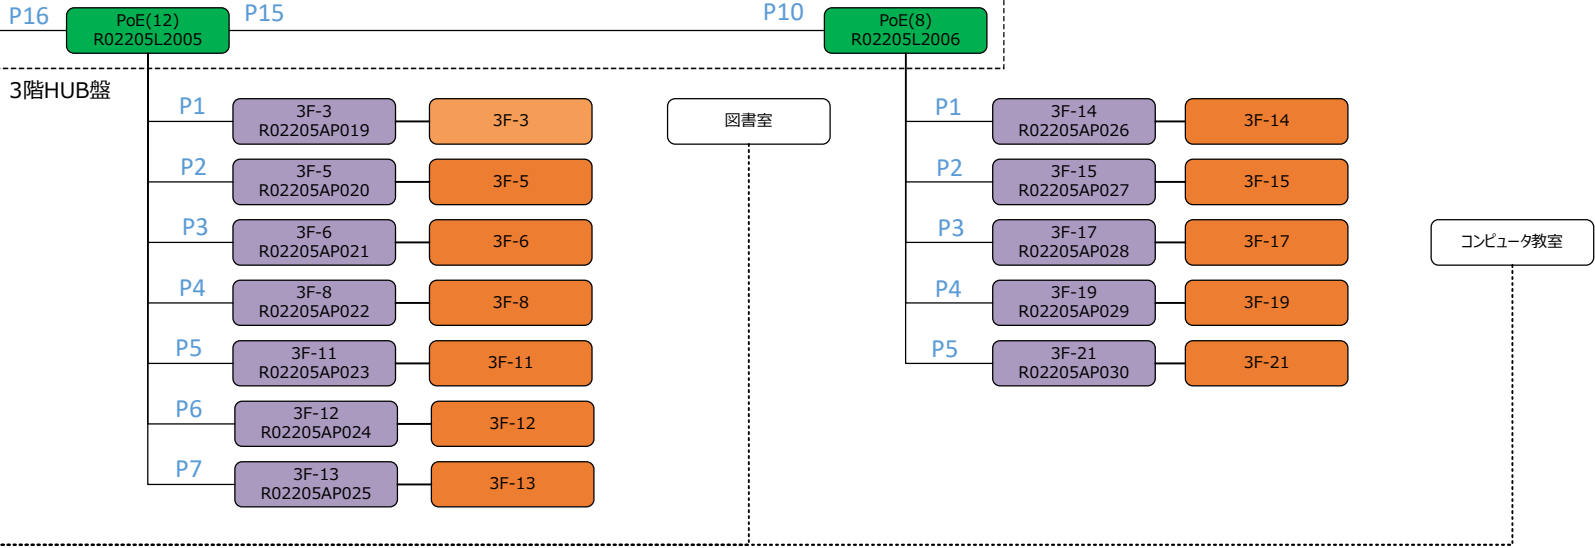 P16
PoE(12)
R02205L2005
P15
P10
PoE(8)
R02205L2006
3階HUB盤
P1
3F-3
R02205AP019
3F-3
図書室
P1
3F-14
R02205AP026
3F-14
P2
3F-5
R02205AP020
3F-5
P2
3F-15
R02205AP027
3F-15
P3
3F-6
R02205AP021
3F-6
P3
3F-17
R02205AP028
3F-17
コンピュータ教室
P4
3F-8
R02205AP022
3F-8
P4
3F-19
R02205AP029
3F-19
P5
3F-11
R02205AP023
3F-11
P5
3F-21
R02205AP030
3F-21
P6
3F-12
R02205AP024
3F-12
P7
3F-13
R02205AP025
3F-13